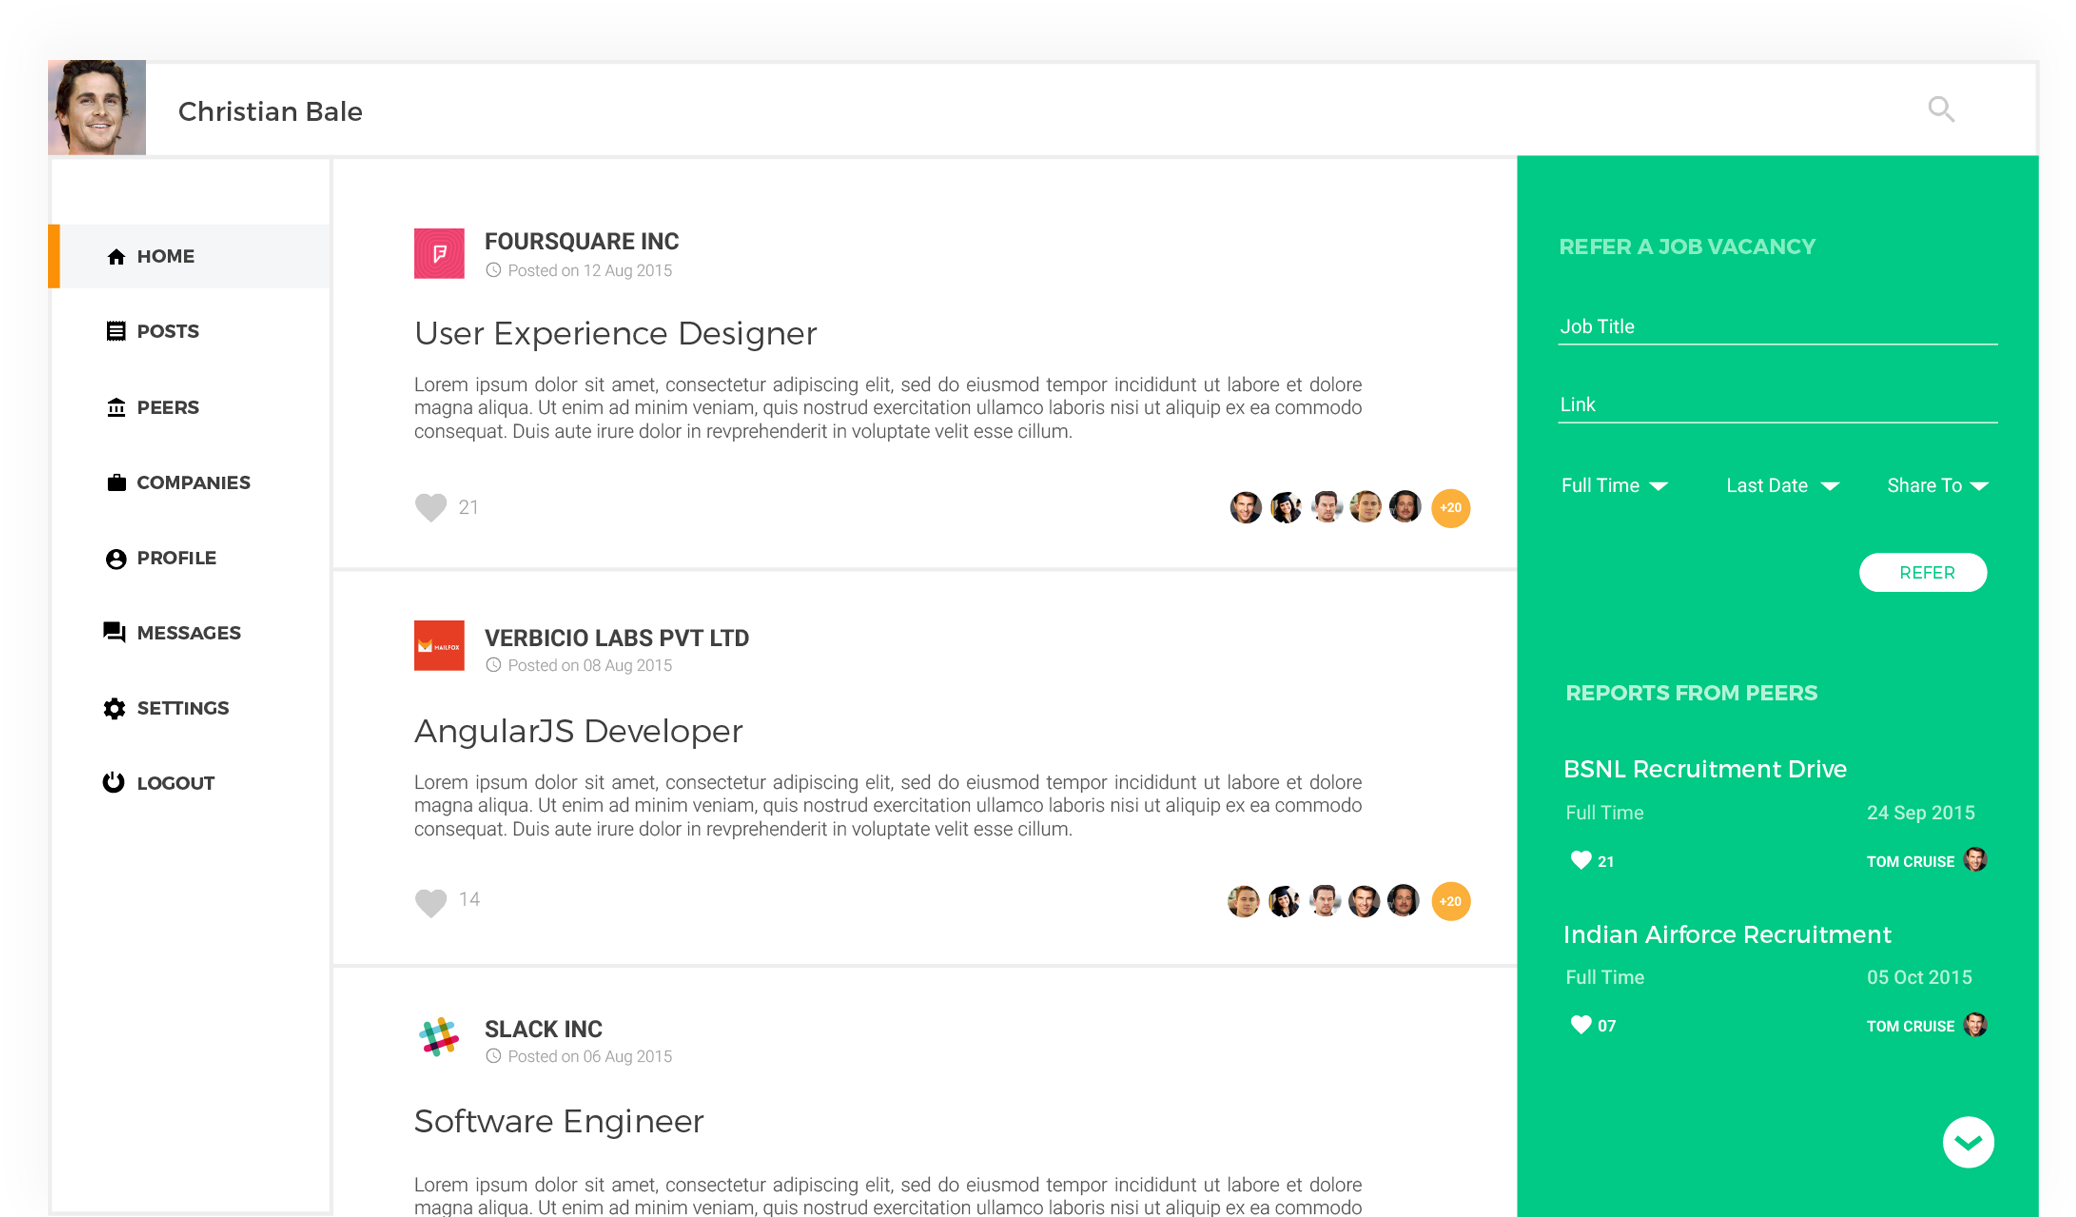 Christian Bale
HOME
POSTS
PEERS
COMPANIES
PROFILE
MESSAGES
SETTINGS
LOGOUT
FOURSQUARE INC
Posted on 12 Aug 2015
User Experience Designer
Lorem ipsum dolor sit amet, consectetur adipiscing elit, sed do eiusmod tempor incididunt ut labore et dolore
magna aliqua. Ut enim ad minim veniam, quis nostrud exercitation ullamco laboris nisi ut aliquip ex ea commodo
consequat. Duis aute irure dolor in revprehenderit in voluptate velit esse cillum.
21
+20
MAILFOX
VERBICIO LABS PVT LTD
Posted on 08 Aug 2015
AngularJS Developer
Lorem ipsum dolor sit amet, consectetur adipiscing elit, sed do eiusmod tempor incididunt ut labore et dolore
magna aliqua. Ut enim ad minim veniam, quis nostrud exercitation ullamco laboris nisi ut aliquip ex ea commodo
consequat. Duis aute irure dolor in revprehenderit in voluptate velit esse cillum.
14
+20
SLACK INC
Posted on 06 Aug 2015
Software Engineer
Lorem ipsum dolor sit amet, consectetur adipiscing elit, sed do eiusmod tempor incididunt ut labore et dolore
magna aliqua. Ut enim ad minim veniam, quis nostrud exercitation ullamco laboris nisi ut aliquip ex ea commodo
REFER A JOB VACANCY
Job Title
Link
Full Time
Last Date
Share To
REFER
REPORTS FROM PEERS
BSNL Recruitment Drive
Full Time
24 Sep 2015
21
TOM CRUISE
Indian Airforce Recruitment
Full Time
05 Oct 2015
07
TOM CRUISE